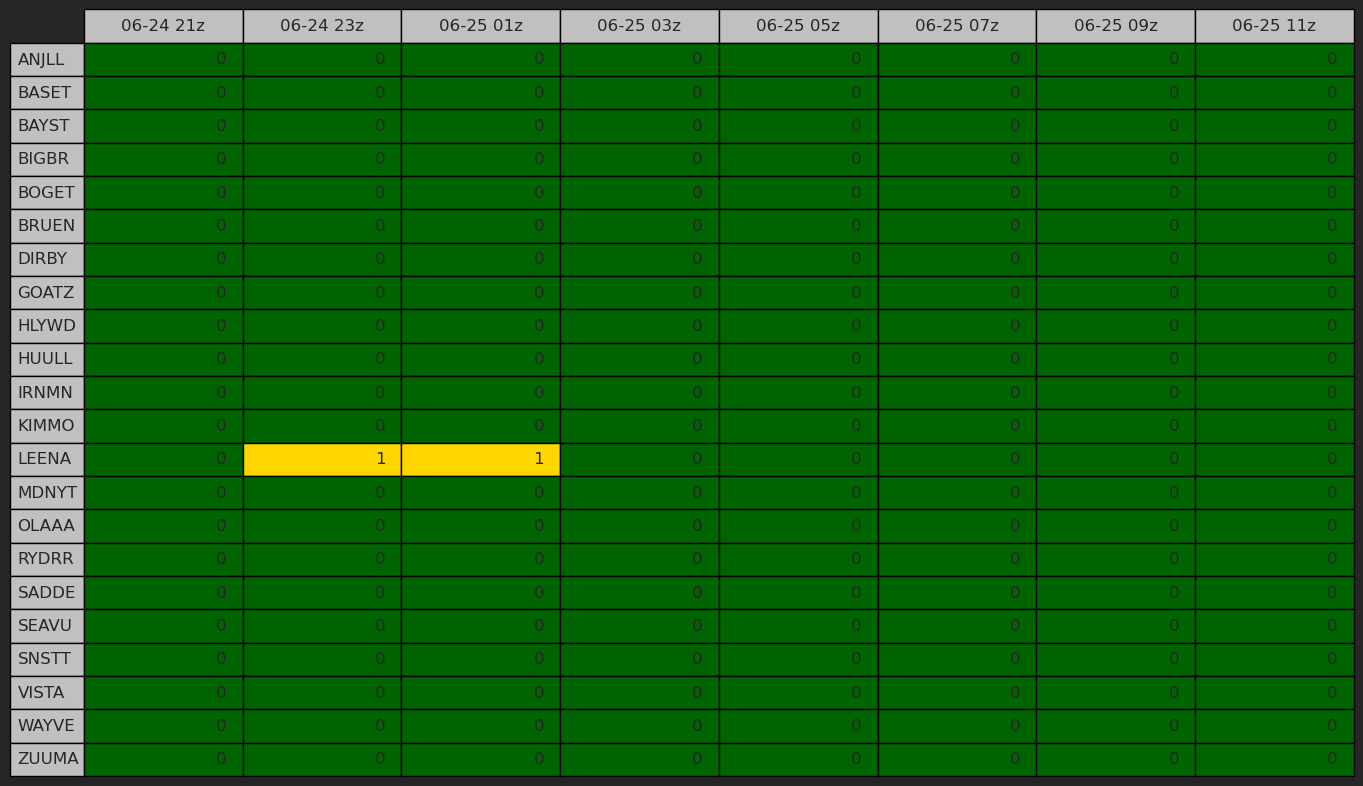 06-24 21z 06-24 23z 06-25 01z 06-25 03z 06-25 05z 06-25 07z 06-25 09z 06-25 11z
ANJLL 0 0 0 0 0 0 0 0
BASET 0 0 0 0 0 0 0 0
BAYST 0 0 0 0 0 0 0 0
BIGBR 0 0 0 0 0 0 0 0
BOGET 0 0 0 0 0 0 0 0
BRUEN 0 0 0 0 0 0 0 0
DIRBY 0 0 0 0 0 0 0 0
GOATZ 0 0 0 0 0 0 0 0
HLYWD 0 0 0 0 0 0 0 0
HUULL 0 0 0 0 0 0 0 0
IRNMN 0 0 0 0 0 0 0 0
KIMMO 0 0 0 0 0 0 0 0
LEENA 0 1 1 0 0 0 0 0
MDNYT 0 0 0 0 0 0 0 0
OLAAA 0 0 0 0 0 0 0 0
RYDRR 0 0 0 0 0 0 0 0
SADDE 0 0 0 0 0 0 0 0
SEAVU 0 0 0 0 0 0 0 0
SNSTT 0 0 0 0 0 0 0 0
VISTA 0 0 0 0 0 0 0 0
WAYVE 0 0 0 0 0 0 0 0
ZUUMA 0 0 0 0 0 0 0 0